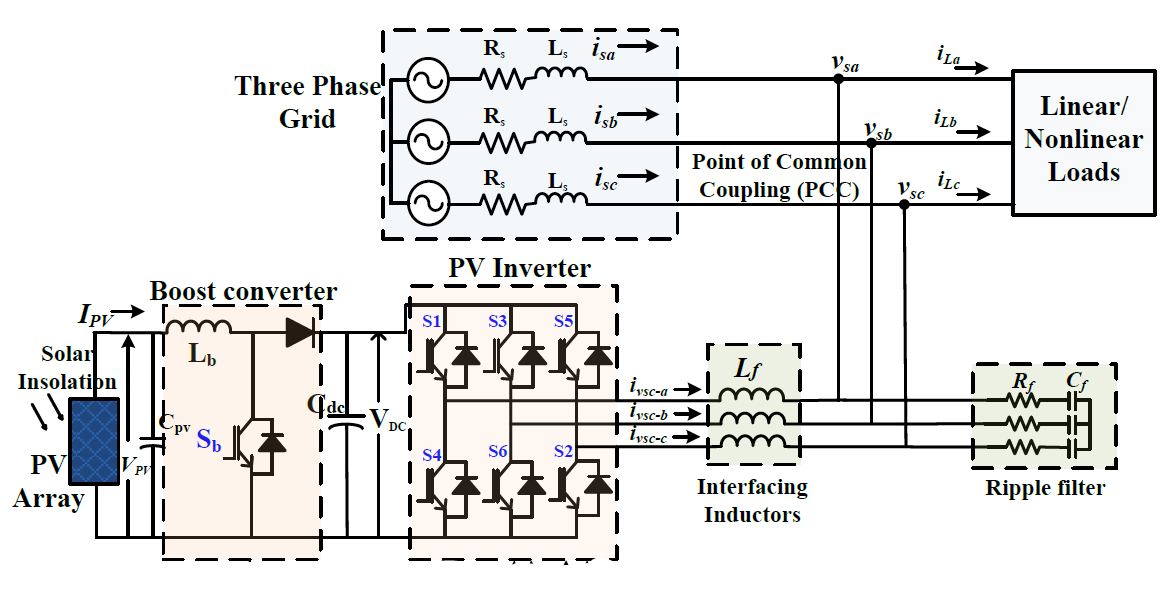 Three Phase
Grid
Rs
Ls
isa
Rs
Ls
isb
Rs
Ls
isc
vsa
vsb
vsc
iLa
iLb
iLc
Linear/
Nonlinear
Loads
Point of Common
Coupling (PCC)
PV Inverter
Boost converter
IPV
Solar
Insolation
PV
Array
VPV
Cpv
Lb
Sb
Cdc
VDC
S1
S3
S5
S4
S6
S2
ivsc-a
ivsc-b
ivsc-c
Lf
Interfacing
Inductors
Rf
Cf
Ripple filter